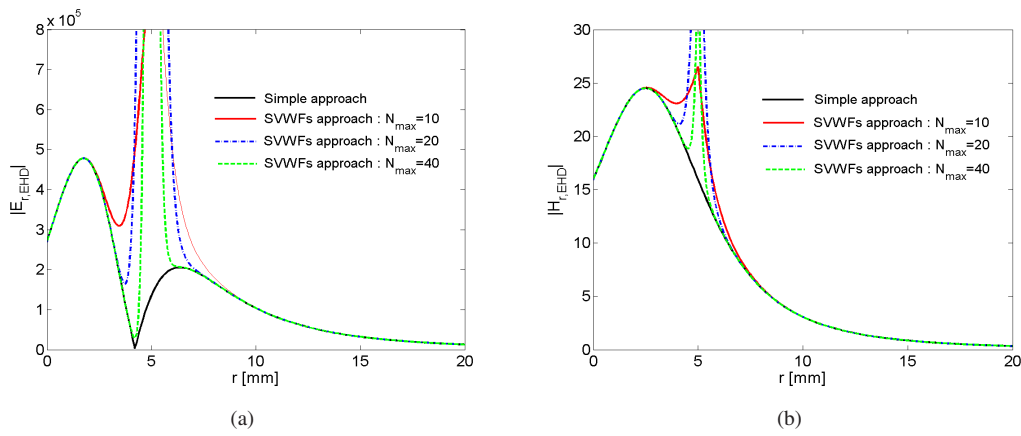 8 x 10^5
7
6
5
4
3
2
1
0
0 5 10 15 20
|E_r,EHD|
r [mm]
Simple approach
SVWFs approach : N_max=10
SVWFs approach : N_max=20
SVWFs approach : N_max=40
(a)
30
25
20
15
10
5
0
0 5 10 15 20
|H_r,EHD|
r [mm]
Simple approach
SVWFs approach : N_max=10
SVWFs approach : N_max=20
SVWFs approach : N_max=40
(b)